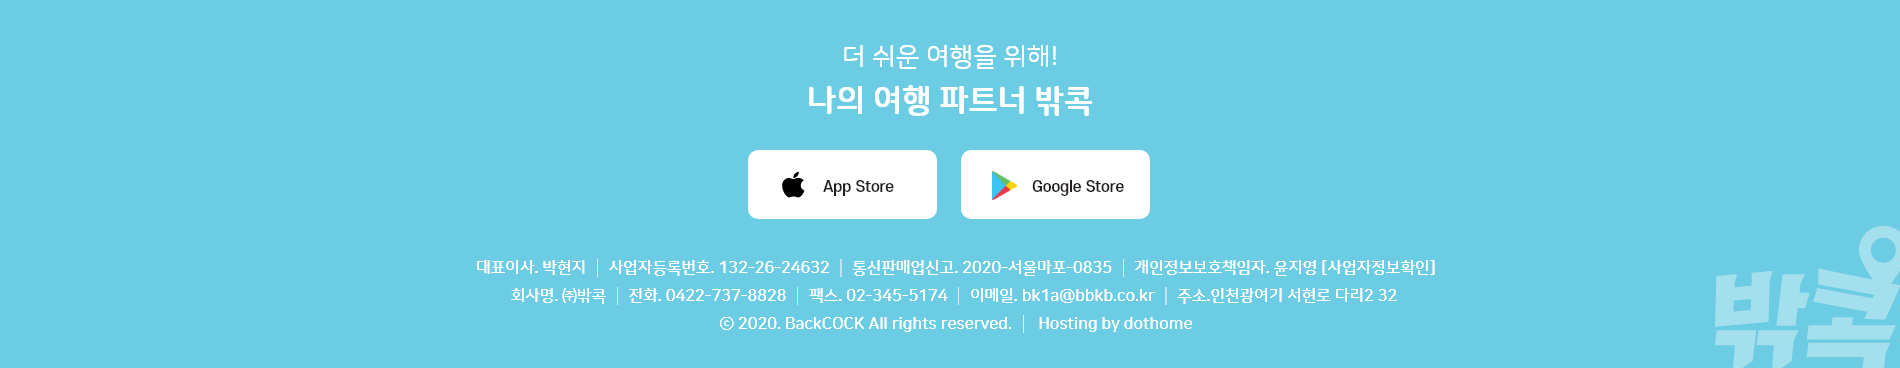 더 쉬운 여행을 위해!
나의 여행 파트너 밖콕
App Store
Google Store
대표이사. 박현지 | 사업자등록번호. 132-26-24632 | 통신판매업신고. 2020-서울마포-0835 | 개인정보보호책임자. 윤지영 [사업자정보확인]
회사명. ㈜밖콕 | 전화. 0422-737-8828 | 팩스. 02-345-5174 | 이메일. bk1a@bbkb.co.kr | 주소.인천광여기 서현로 다리2 32
© 2020. BackCOCK All rights reserved. | Hosting by dothome
밖콕